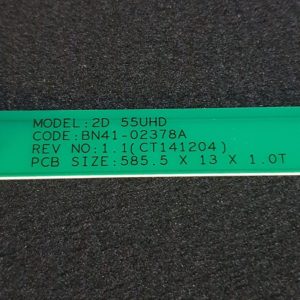 MODEL:2D 55UHD
CODE:BN41-02378A
REV NO:1.1(CT141204)
PCB SIZE:585.5 X 13 X 1.0T